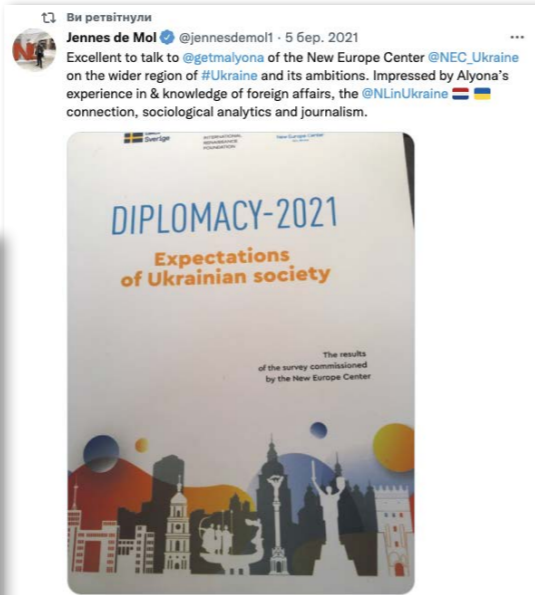 Ви ретвітнули
Jennes de Mol @jennesdemol1 · 5 бер. 2021
Excellent to talk to @getmalyona of the New Europe Center @NEC_Ukraine
on the wider region of #Ukraine and its ambitions. Impressed by Alyona's
experience in & knowledge of foreign affairs, the @NLinUkraine 🇳🇱 🇺🇦
connection, sociological analytics and journalism.
Sverige
INTERNATIONAL
RENAISSANCE
FOUNDATION
New Europe Center
DIPLOMACY-2021
Expectations
of Ukrainian society
The results
of the survey commissioned
by the New Europe Center